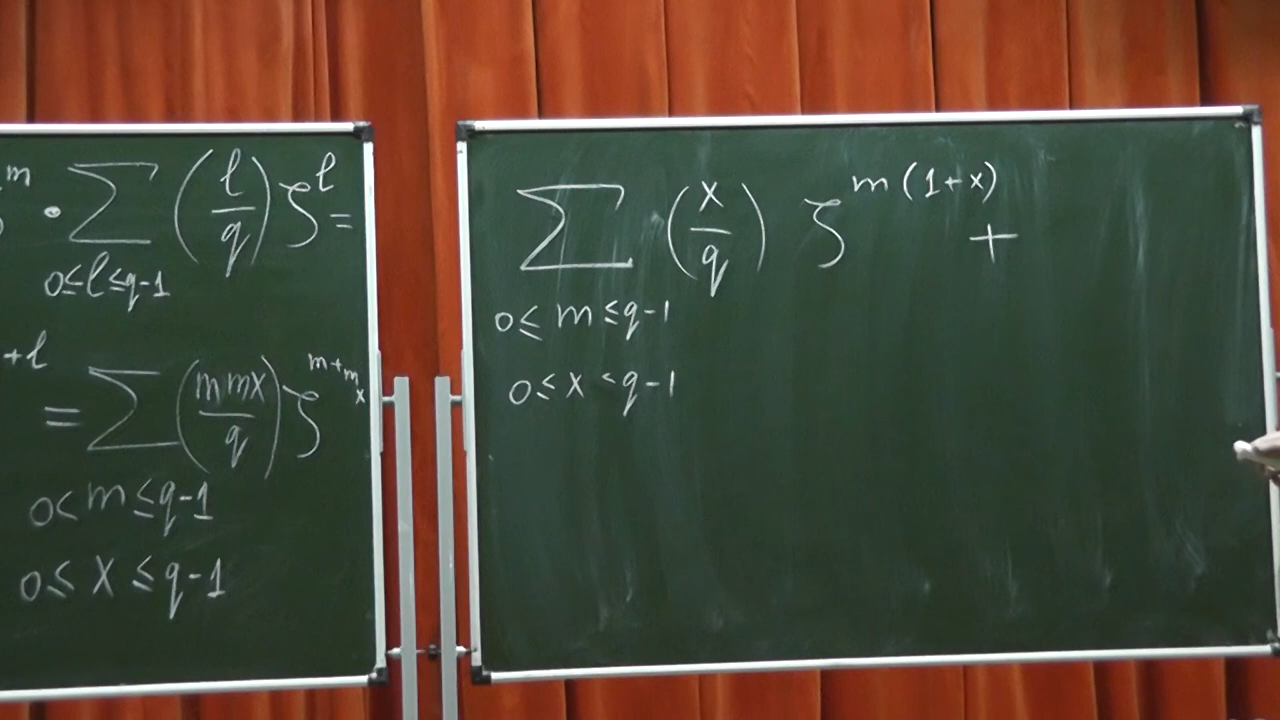 m · ∑ (l/q) ζ^l =
0≤l≤q-1
+l
= ∑ (m mx/q) ζ^{m+mx}
0<m≤q-1
0≤x≤q-1
∑ (x/q) ζ^{m(1+x)} +
0≤m≤q-1
0≤x≤q-1